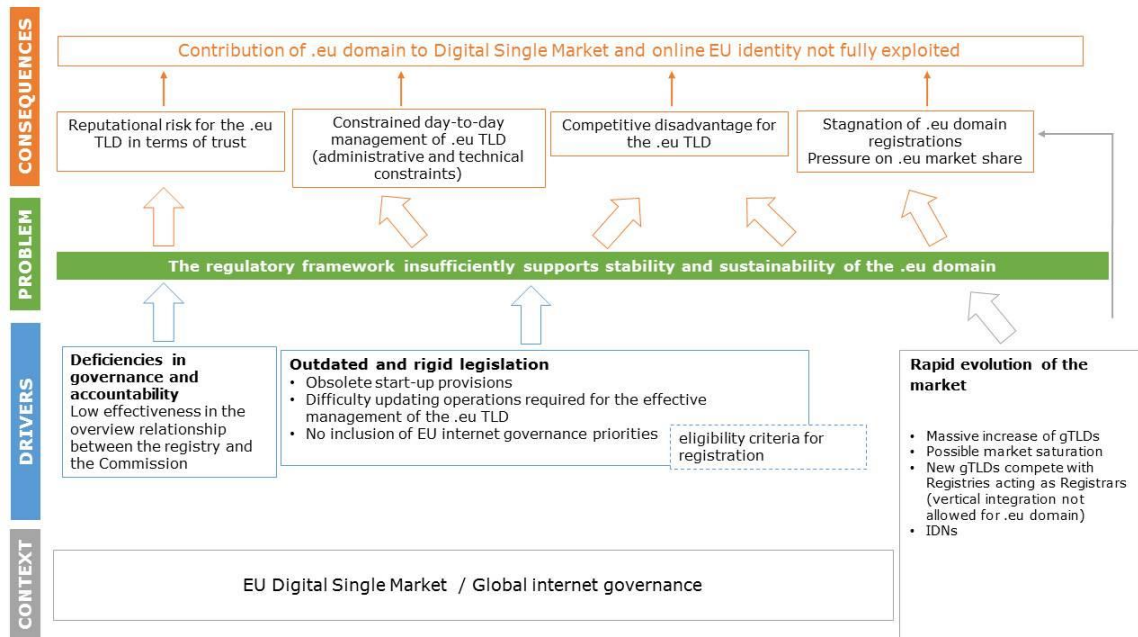 CONSEQUENCES
Contribution of .eu domain to Digital Single Market and online EU identity not fully exploited
Reputational risk for the .eu
TLD in terms of trust
Constrained day-to-day
management of .eu TLD
(administrative and technical
constraints)
Competitive disadvantage for
the .eu TLD
Stagnation of .eu domain
registrations
Pressure on .eu market share
PROBLEM
The regulatory framework insufficiently supports stability and sustainability of the .eu domain
DRIVERS
Deficiencies in
governance and
accountability
Low effectiveness in the
overview relationship
between the registry and
the Commission
Outdated and rigid legislation
• Obsolete start-up provisions
• Difficulty updating operations required for the effective
management of the .eu TLD
• No inclusion of EU internet governance priorities
eligibility criteria for
registration
Rapid evolution of the
market
• Massive increase of gTLDs
• Possible market saturation
• New gTLDs compete with
Registries acting as Registrars
(vertical integration not
allowed for .eu domain)
• IDNs
CONTEXT
EU Digital Single Market / Global internet governance